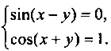 sin(x − y) = 0,
cos(x + y) = 1.